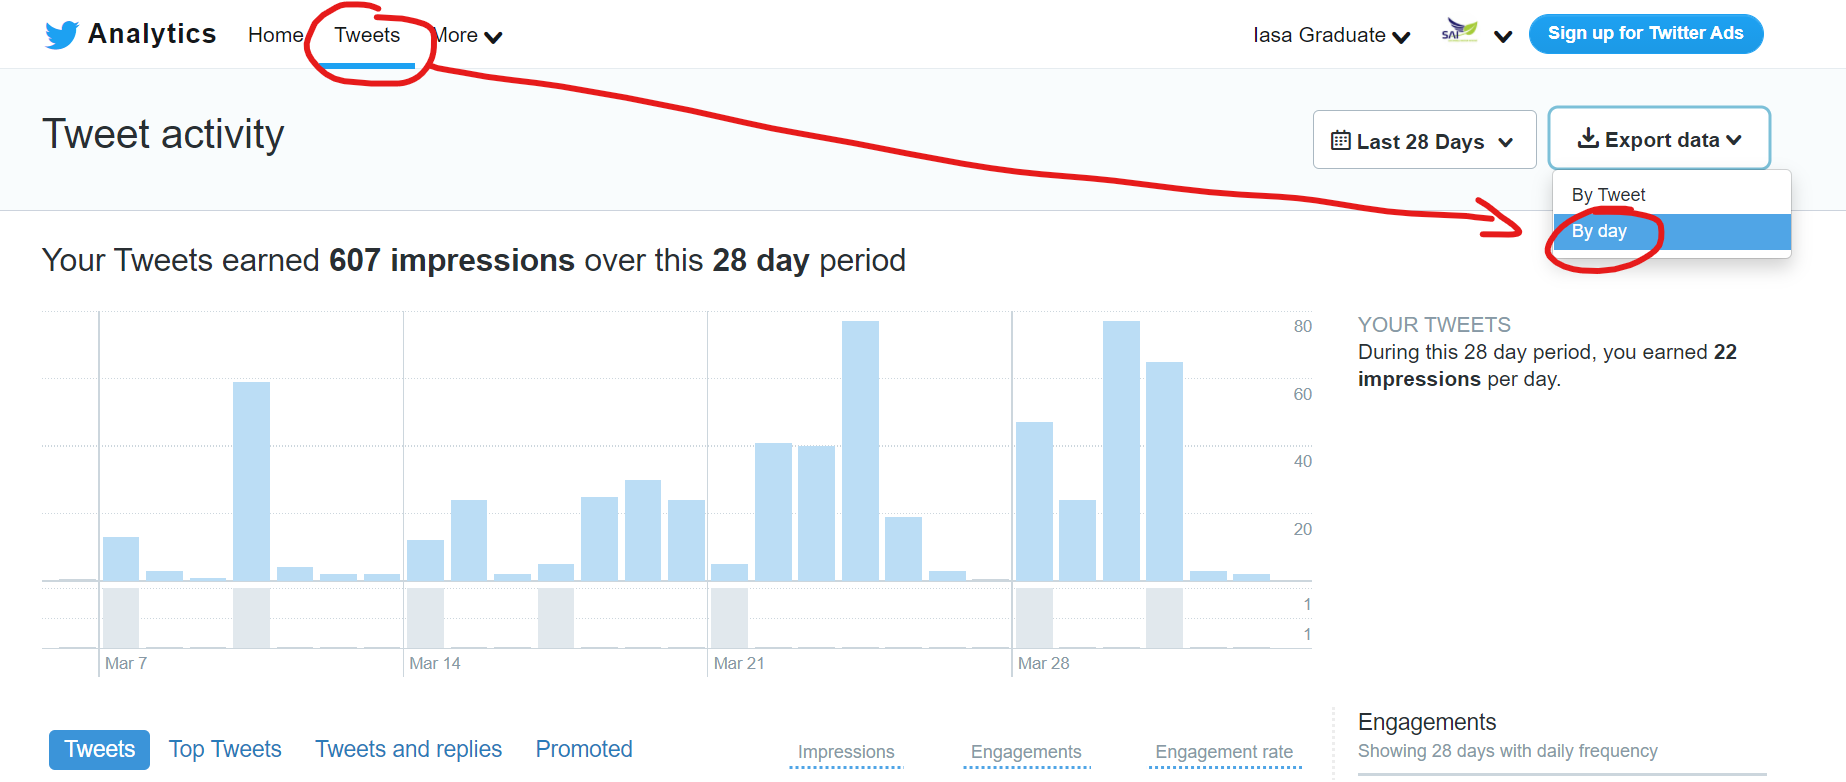 Analytics Home Tweets More Iasa Graduate SAF Sign up for Twitter Ads
Tweet activity
Last 28 Days Export data
By Tweet
By day
Your Tweets earned 607 impressions over this 28 day period
80
60
40
20
1
1
Mar 7 Mar 14 Mar 21 Mar 28
YOUR TWEETS
During this 28 day period, you earned 22
impressions per day.
Tweets Top Tweets Tweets and replies Promoted Impressions Engagements Engagement rate
Engagements
Showing 28 days with daily frequency